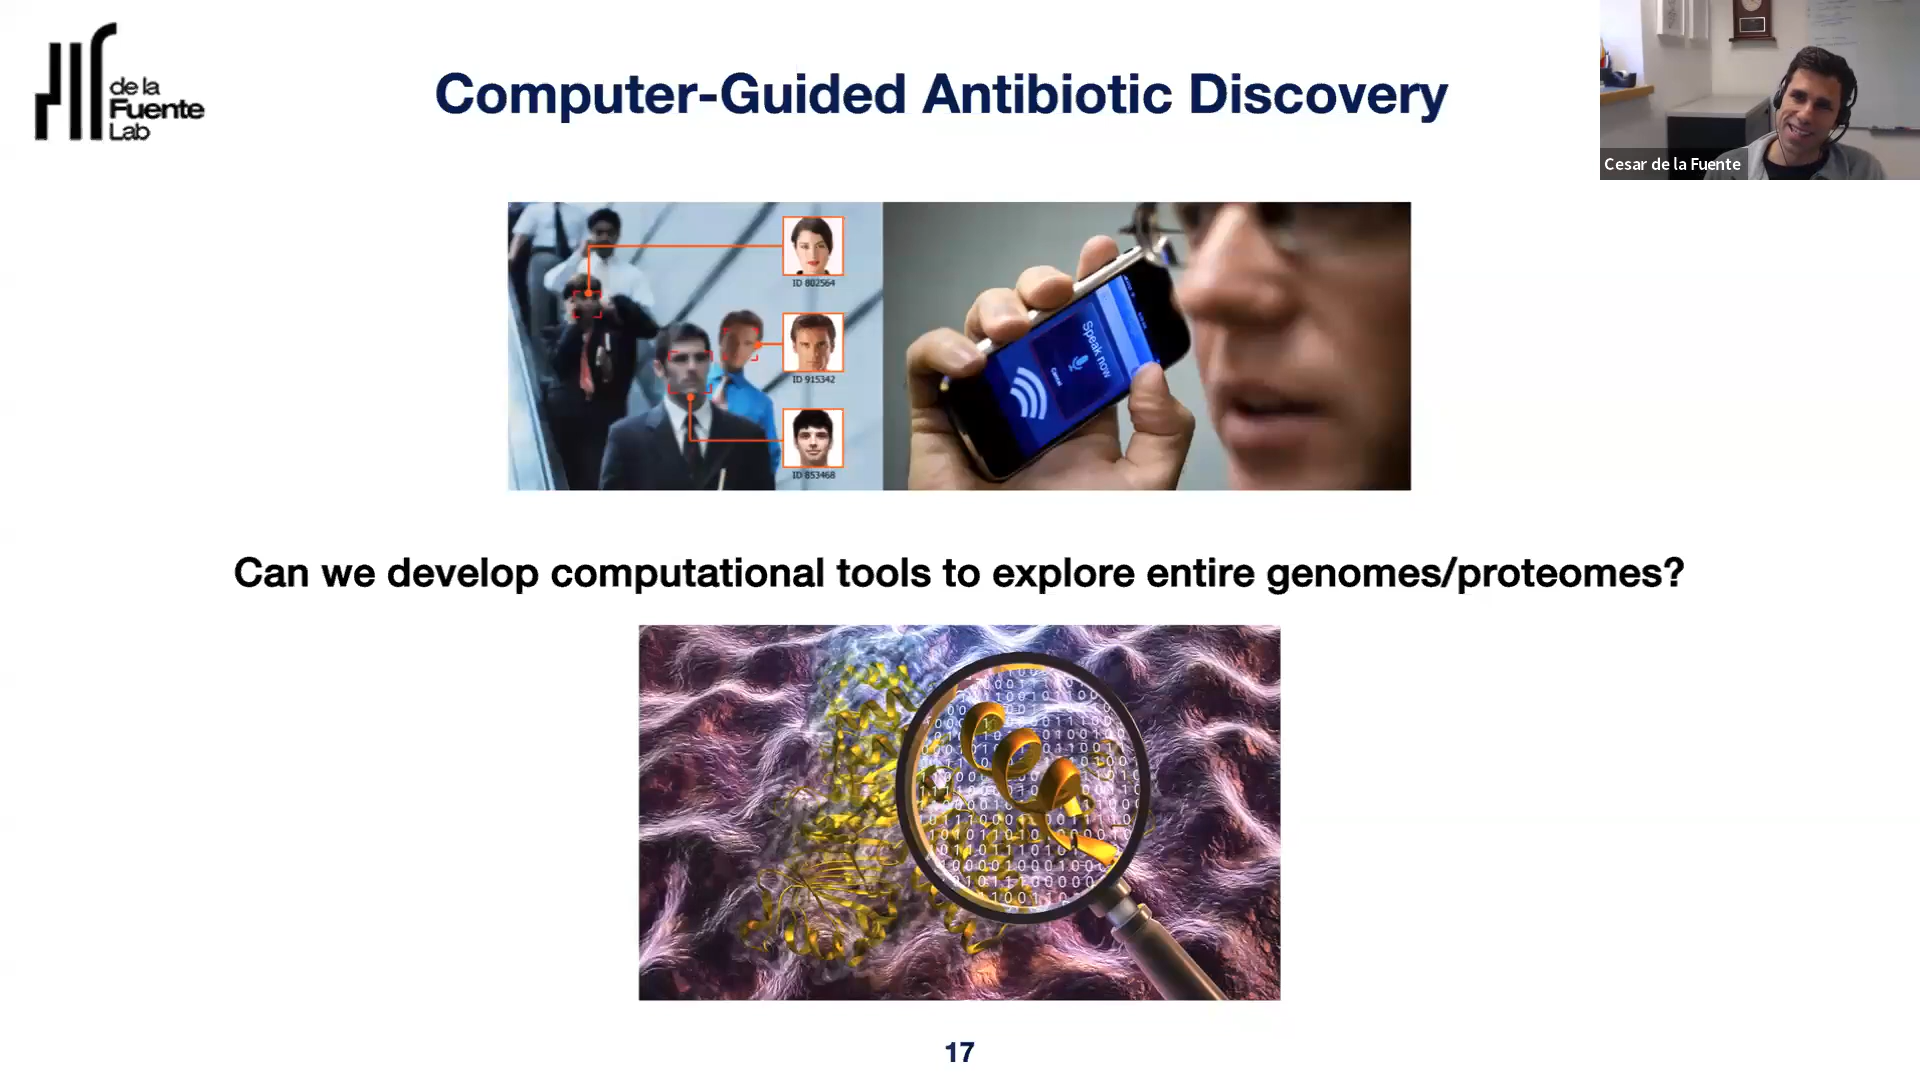 de la
Fuente
Lab
Computer-Guided Antibiotic Discovery
Cesar de la Fuente
ID 802564
ID 915342
ID 853468
Speak now
Cancel
Can we develop computational tools to explore entire genomes/proteomes?
17